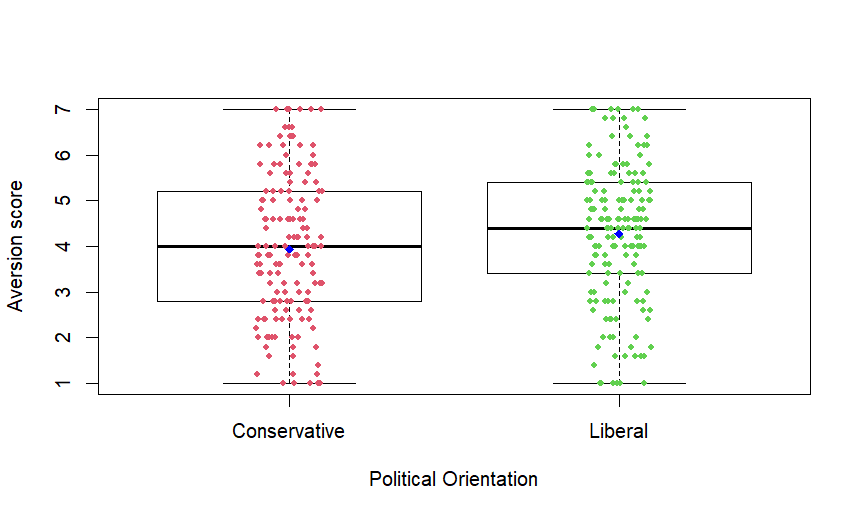 Aversion score
7
6
5
4
3
2
1
Conservative
Liberal
Political Orientation